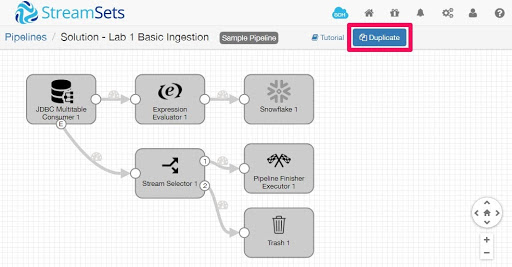 StreamSets
SCH
Pipelines / Solution - Lab 1 Basic Ingestion Sample Pipeline Tutorial Duplicate
JDBC Multitable
Consumer 1
E
(e)
Expression
Evaluator 1
Snowflake 1
Stream Selector 1
1
2
Pipeline Finisher
Executor 1
Trash 1